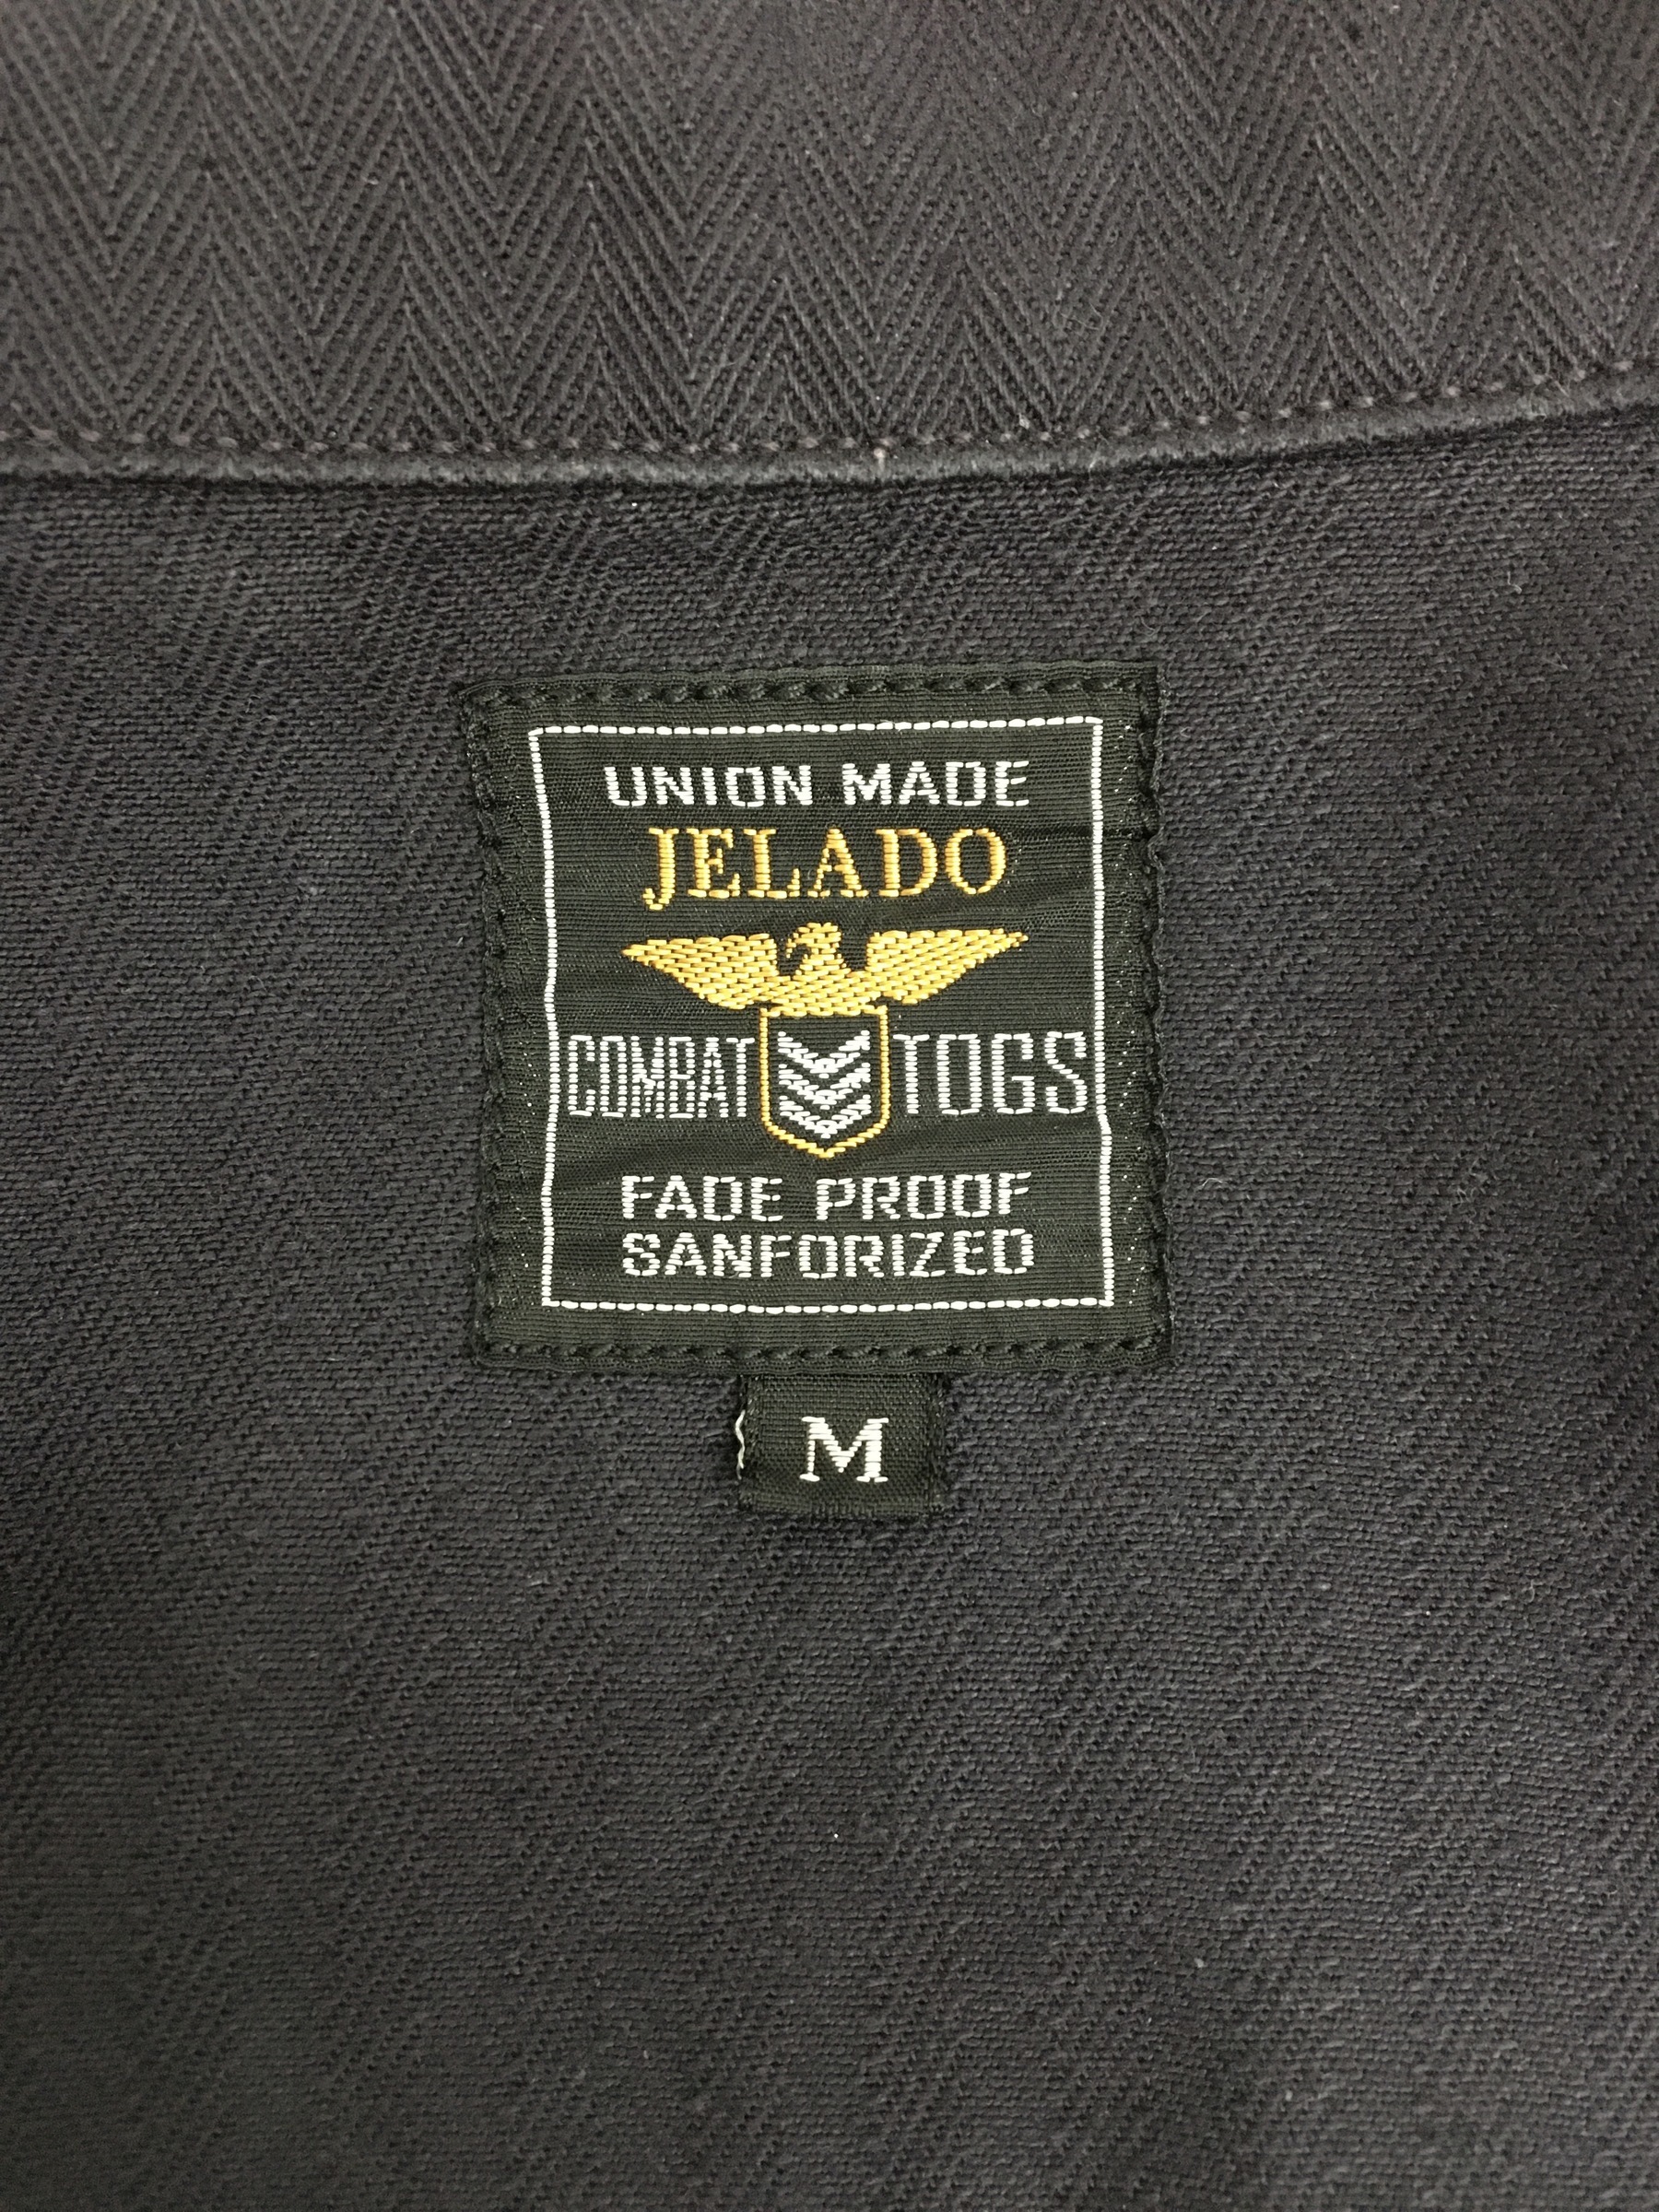 UNION MADE
JELADO
COMBAT TOGS
FADE PROOF
SANFORIZED
M